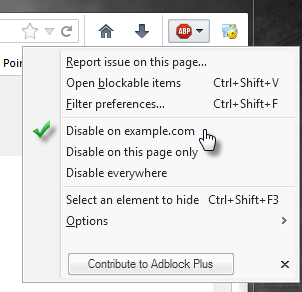 ABP
Poin
Report issue on this page...
Open blockable items Ctrl+Shift+V
Filter preferences... Ctrl+Shift+F
Disable on example.com
Disable on this page only
Disable everywhere
Select an element to hide Ctrl+Shift+F3
Options
Contribute to Adblock Plus